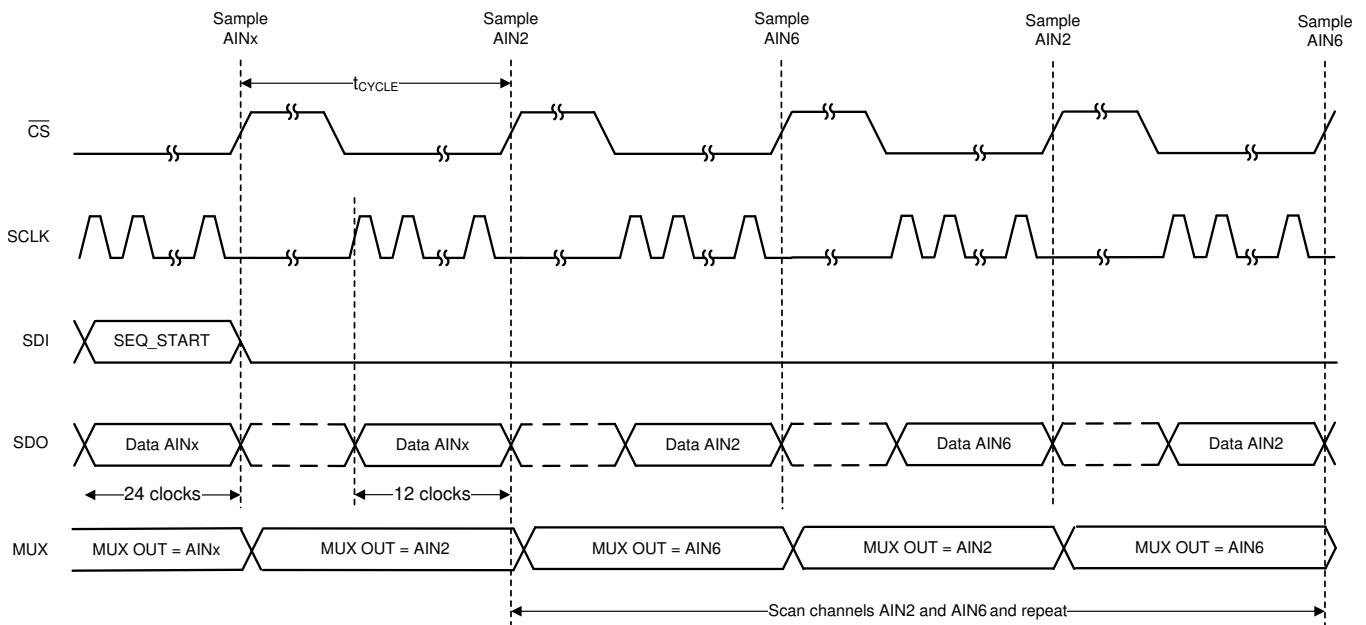 Sample
AINx
Sample
AIN2
Sample
AIN6
Sample
AIN2
Sample
AIN6
tCYCLE
CS
SCLK
SDI
SEQ_START
SDO
Data AINx
Data AINx
Data AIN2
Data AIN6
Data AIN2
24 clocks
12 clocks
MUX
MUX OUT = AINx
MUX OUT = AIN2
MUX OUT = AIN6
MUX OUT = AIN2
MUX OUT = AIN6
Scan channels AIN2 and AIN6 and repeat